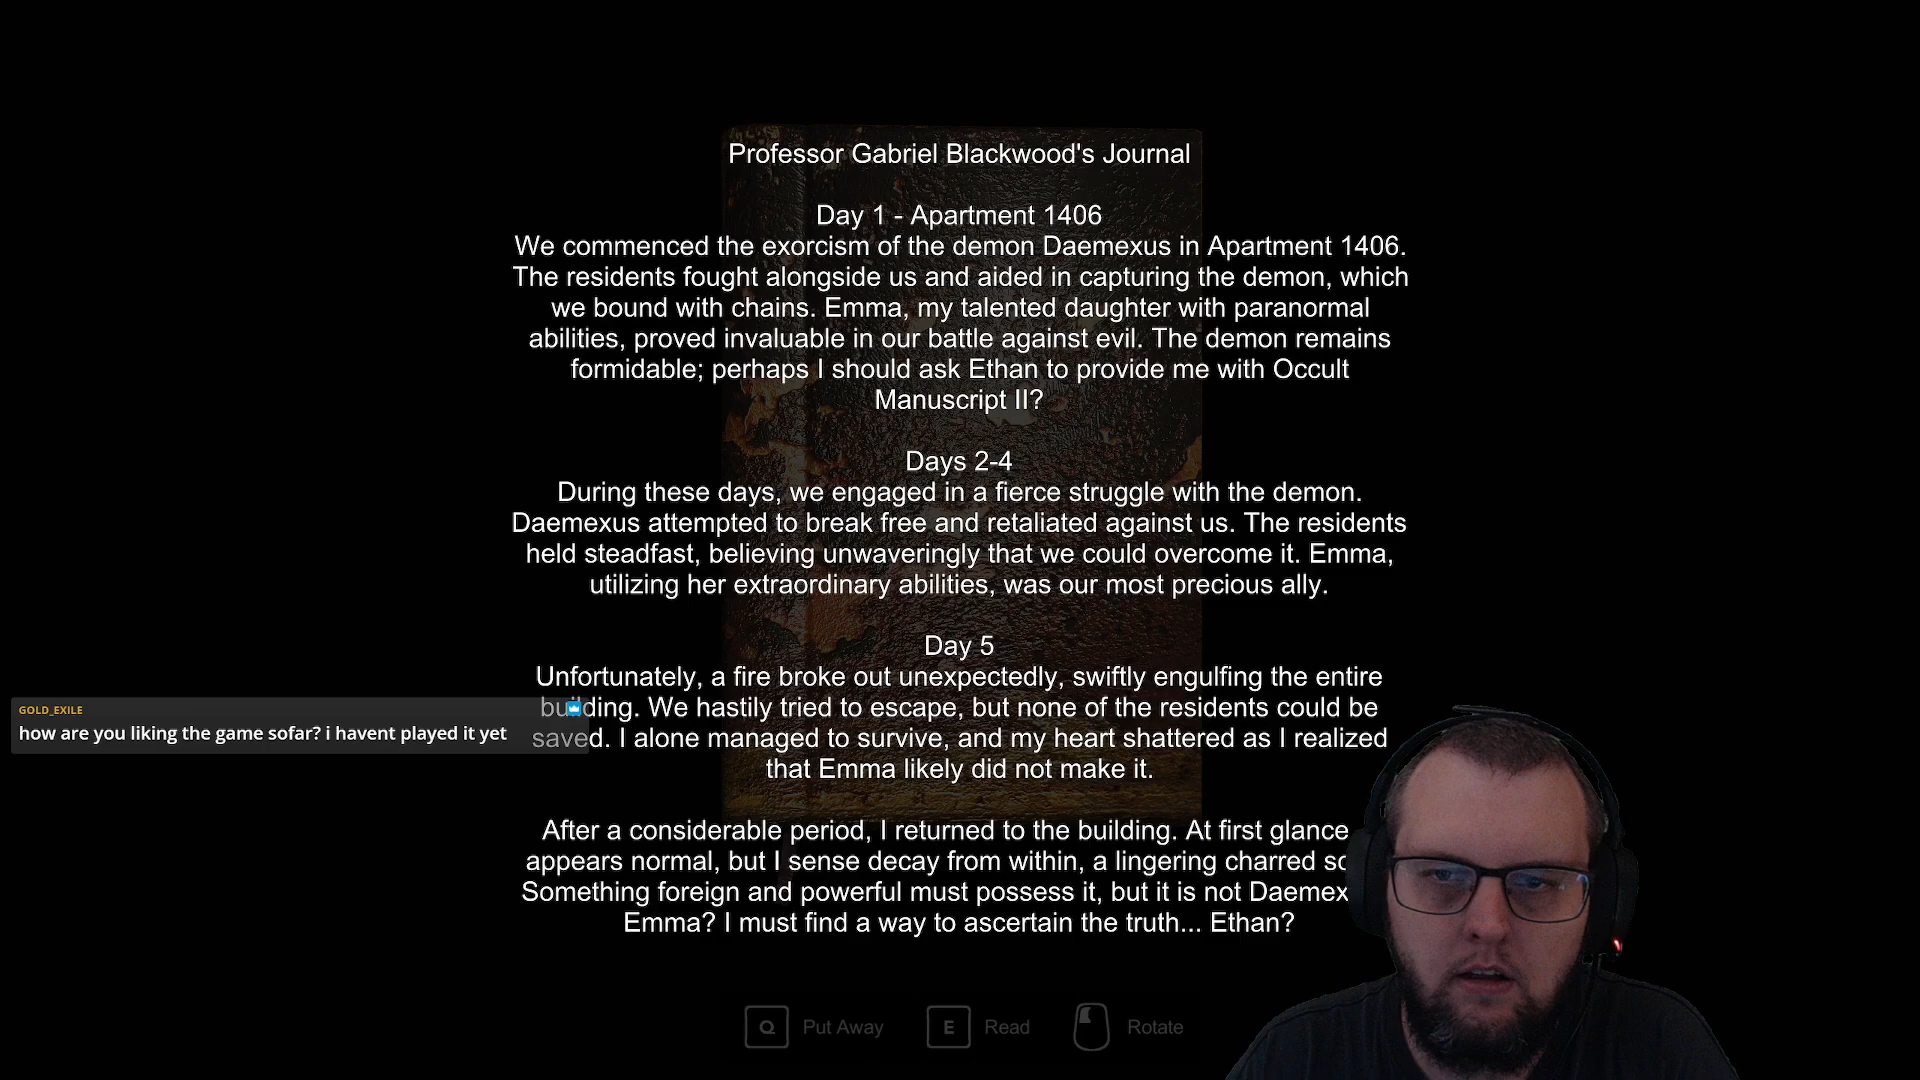 Professor Gabriel Blackwood's Journal
Day 1 - Apartment 1406
We commenced the exorcism of the demon Daemexus in Apartment 1406.
The residents fought alongside us and aided in capturing the demon, which
we bound with chains. Emma, my talented daughter with paranormal
abilities, proved invaluable in our battle against evil. The demon remains
formidable; perhaps I should ask Ethan to provide me with Occult
Manuscript II?
Days 2-4
During these days, we engaged in a fierce struggle with the demon.
Daemexus attempted to break free and retaliated against us. The residents
held steadfast, believing unwaveringly that we could overcome it. Emma,
utilizing her extraordinary abilities, was our most precious ally.
Day 5
Unfortunately, a fire broke out unexpectedly, swiftly engulfing the entire
building. We hastily tried to escape, but none of the residents could be
saved. I alone managed to survive, and my heart shattered as I realized
that Emma likely did not make it.
After a considerable period, I returned to the building. At first glance
appears normal, but I sense decay from within, a lingering charred
Something foreign and powerful must possess it, but it is not Daemex
Emma? I must find a way to ascertain the truth... Ethan?
GOLD_EXILE
how are you liking the game sofar? i havent played it yet
Q Put Away E Read Rotate